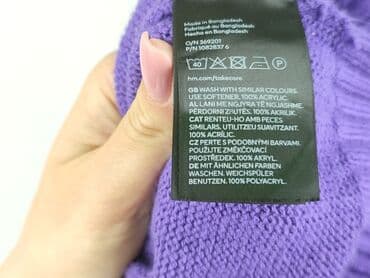 Made in Bangladesh
Fabriqué au Bangladesh
Hecho en Bangladesh
O/N 369201
P/N 1082837 6
40
P
hm.com/takecare
GB WASH WITH SIMILAR COLOURS.
USE SOFTENER. 100% ACRYLIC.
AL LANI ME NGJYRA TË NGJASHME.
PËRDORNI ZBUTËS. 100% AKRILIK.
CAT RENTEU-HO AMB PECES
SIMILARS, UTILITZEU SUAVITZANT.
100% ACRÍLIC.
CZ PERTE S PODOBNÝMI BARVAMI.
POUŽIJTE ZMĚKČOVACÍ
PROSTŘEDEK. 100% AKRYL.
DE MIT ÄHNLICHEN FARBEN
WASCHEN. WEICHSPÜLER
BENUTZEN. 100% POLYACRYL.